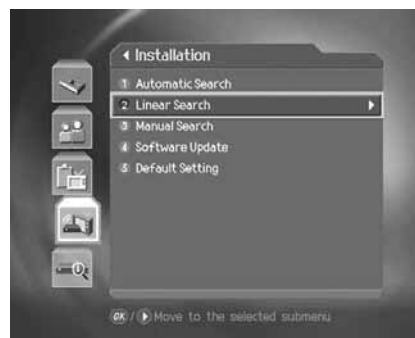 Installation
1 Automatic Search
2 Linear Search
3 Manual Search
4 Software Update
5 Default Setting
OK / Move to the selected submenu